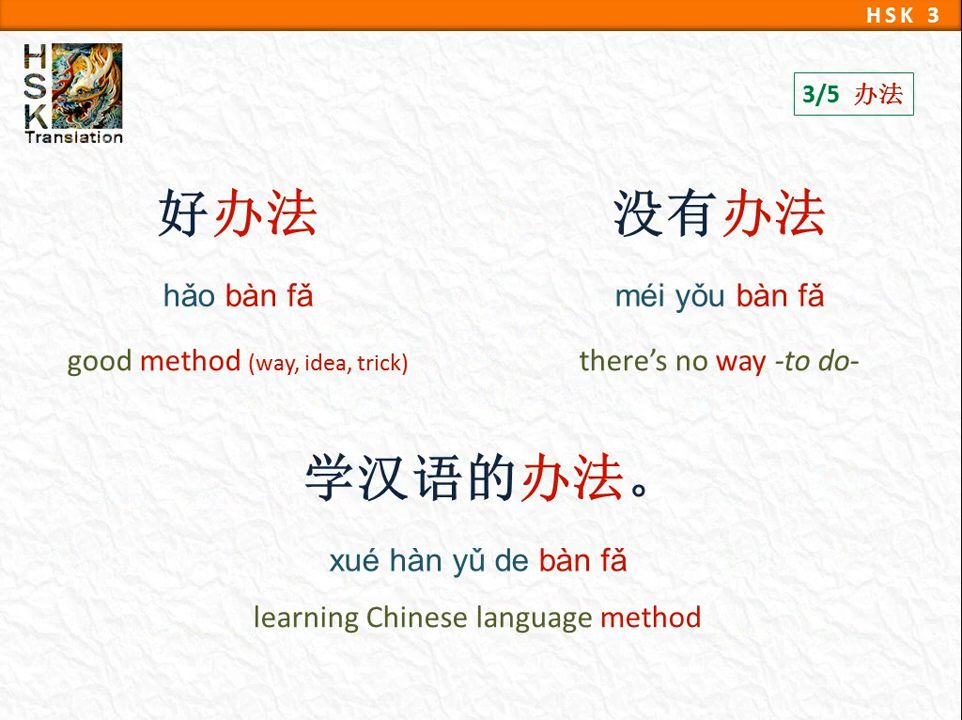 HSK 3
HSK
Translation
3/5 办法
好办法
hǎo bàn fǎ
good method (way, idea, trick)
没有办法
méi yǒu bàn fǎ
there’s no way -to do-
学汉语的办法。
xué hàn yǔ de bàn fǎ
learning Chinese language method